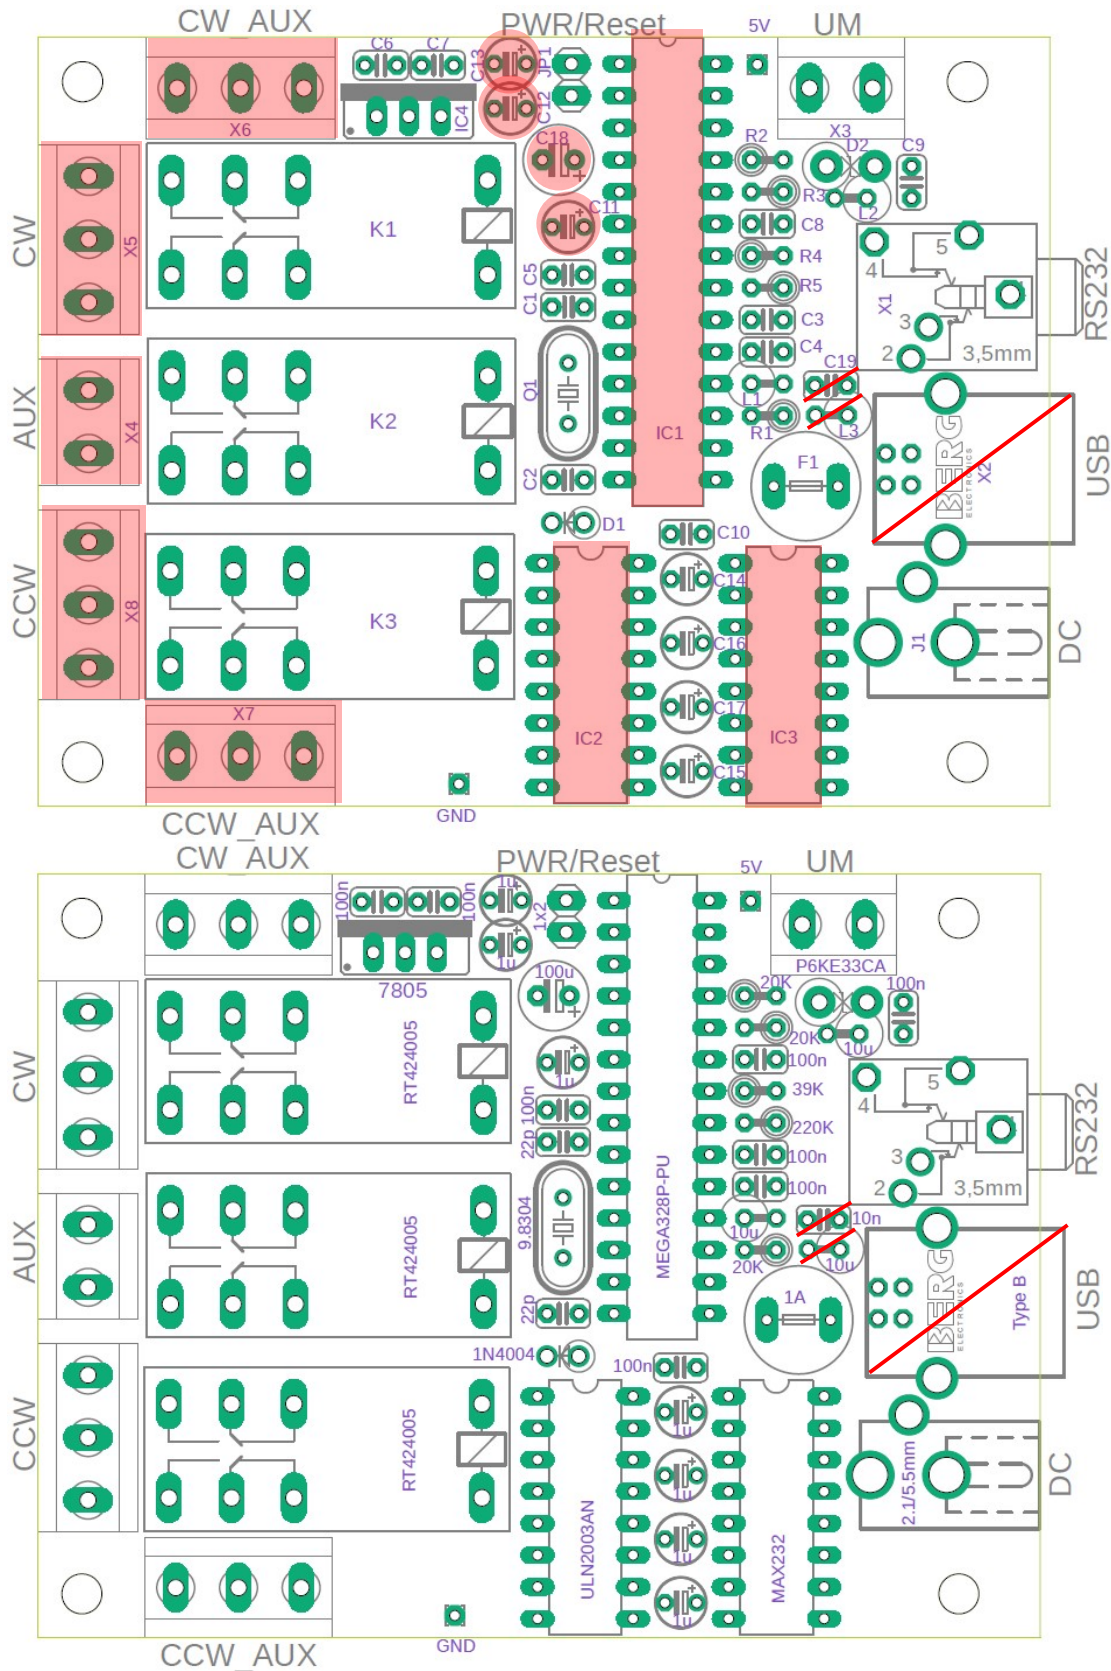 CW_AUX
PWR/Reset
5V
UM
C6
C7
C13
JP1
C12
IC4
X6
X3
C18
R2
D2
C9
CW
X5
K1
C11
R3
L2
C8
C5
R4
5
4
C1
R5
X1
RS232
C3
3
C4
2
3,5mm
C19
AUX
X4
K2
Q1
L1
IC1
R1
L3
BERG
ELECTRONICS
X2
USB
C2
F1
D1
C10
CCW
X8
K3
C14
C16
J1
DC
X7
C17
IC2
IC3
C15
GND
CCW_AUX
CW_AUX
PWR/Reset
5V
UM
100n
100n
1u
1x2
1u
7805
100u
P6KE33CA
20K
100n
CW
RT424005
20K
10u
1u
100n
100n
39K
5
4
22p
220K
RS232
100n
3
100n
2
3,5mm
AUX
RT424005
9.8304
MEGA328P-PU
10u
10n
20K
10u
BERG
ELECTRONICS
Type B
USB
22p
1A
1N4004
100n
CCW
RT424005
1u
1u
2.1/5.5mm
DC
ULN2003AN
MAX232
1u
1u
GND
CCW_AUX